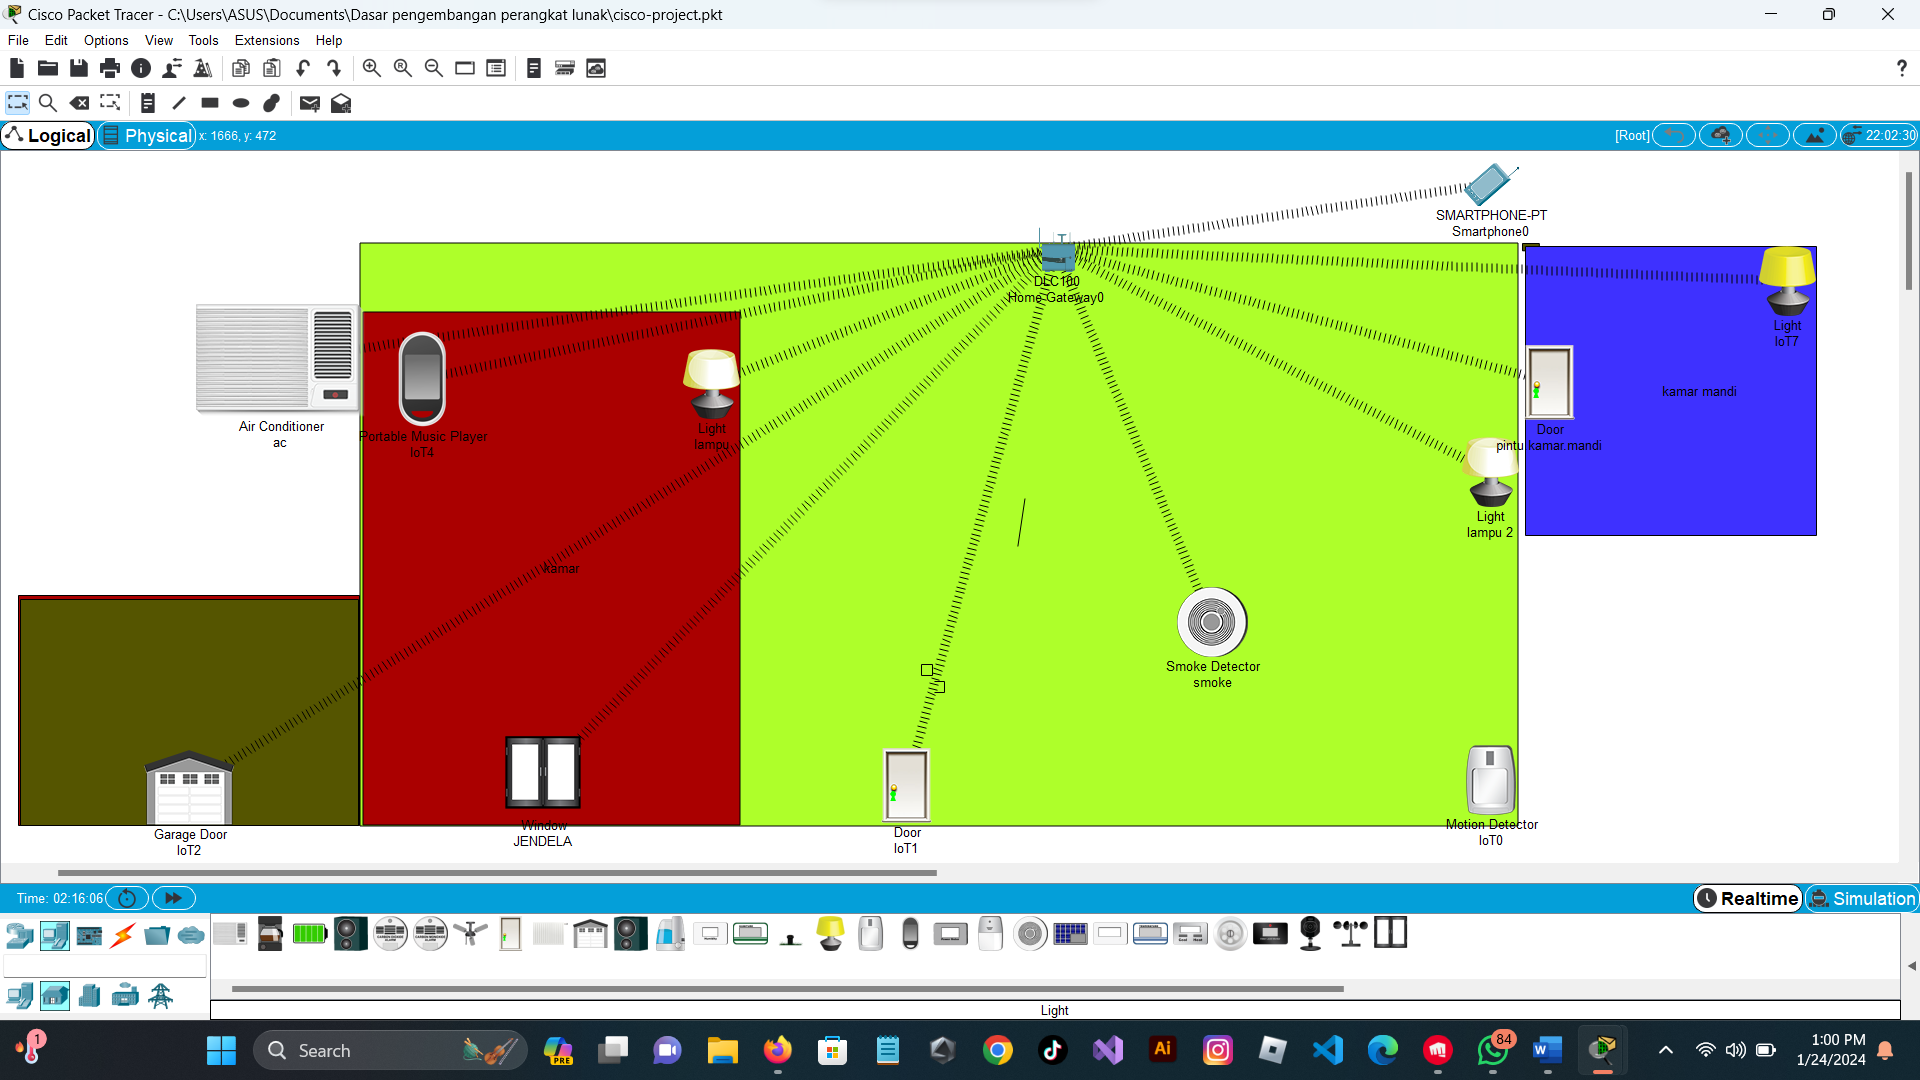 Cisco Packet Tracer - C:\Users\ASUS\Documents\Dasar pengembangan perangkat lunak\cisco-project.pkt
File Edit Options View Tools Extensions Help
Logical Physical x: 1666, y: 472 [Root] 22:02:30
SMARTPHONE-PT
Smartphone0
DLC100
Home Gateway0
Light
IoT7
Air Conditioner
ac
Portable Music Player
IoT4
Light
lampu
kamar mandi
Door
pintu kamar mandi
Light
lampu 2
kamar
Smoke Detector
smoke
Garage Door
IoT2
Window
JENDELA
Door
IoT1
Motion Detector
IoT0
Time: 02:16:06 Realtime Simulation
Light
1 Search PRE Ai 84 1:00 PM
1/24/2024